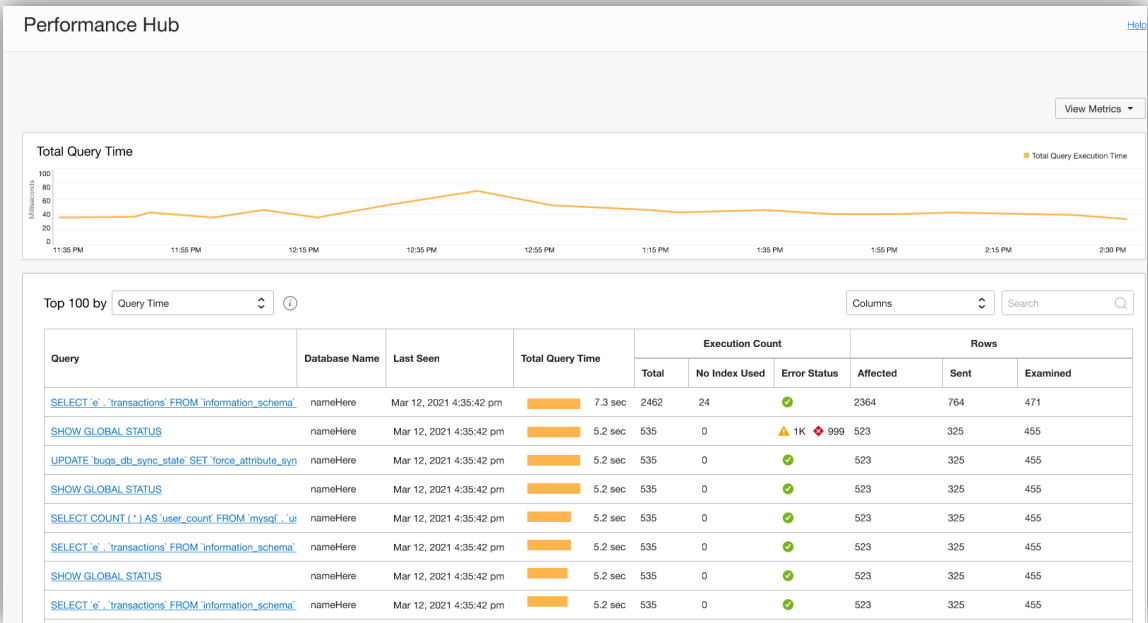 Performance Hub
Help
View Metrics
Total Query Time
Total Query Execution Time
Milliseconds
100
80
60
40
20
0
11:35 PM 11:55 PM 12:15 PM 12:35 PM 12:55 PM 1:15 PM 1:35 PM 1:55 PM 2:15 PM 2:30 PM
Top 100 by Query Time i Columns Search
Query Database Name Last Seen Total Query Time Execution Count Rows
Total No Index Used Error Status Affected Sent Examined
SELECT `e` . `transactions` FROM `information_schema` nameHere Mar 12, 2021 4:35:42 pm 7.3 sec 2462 24 2364 764 471
SHOW GLOBAL STATUS nameHere Mar 12, 2021 4:35:42 pm 5.2 sec 535 0 1K 999 523 325 455
UPDATE `bugs_db_sync_state` SET `force_attribute_syn nameHere Mar 12, 2021 4:35:42 pm 5.2 sec 535 0 523 325 455
SHOW GLOBAL STATUS nameHere Mar 12, 2021 4:35:42 pm 5.2 sec 535 0 523 325 455
SELECT COUNT ( * ) AS `user_count` FROM `mysql` . `us nameHere Mar 12, 2021 4:35:42 pm 5.2 sec 535 0 523 325 455
SELECT `e` . `transactions` FROM `information_schema` nameHere Mar 12, 2021 4:35:42 pm 5.2 sec 535 0 523 325 455
SHOW GLOBAL STATUS nameHere Mar 12, 2021 4:35:42 pm 5.2 sec 535 0 523 325 455
SELECT `e` . `transactions` FROM `information_schema` nameHere Mar 12, 2021 4:35:42 pm 5.2 sec 535 0 523 325 455